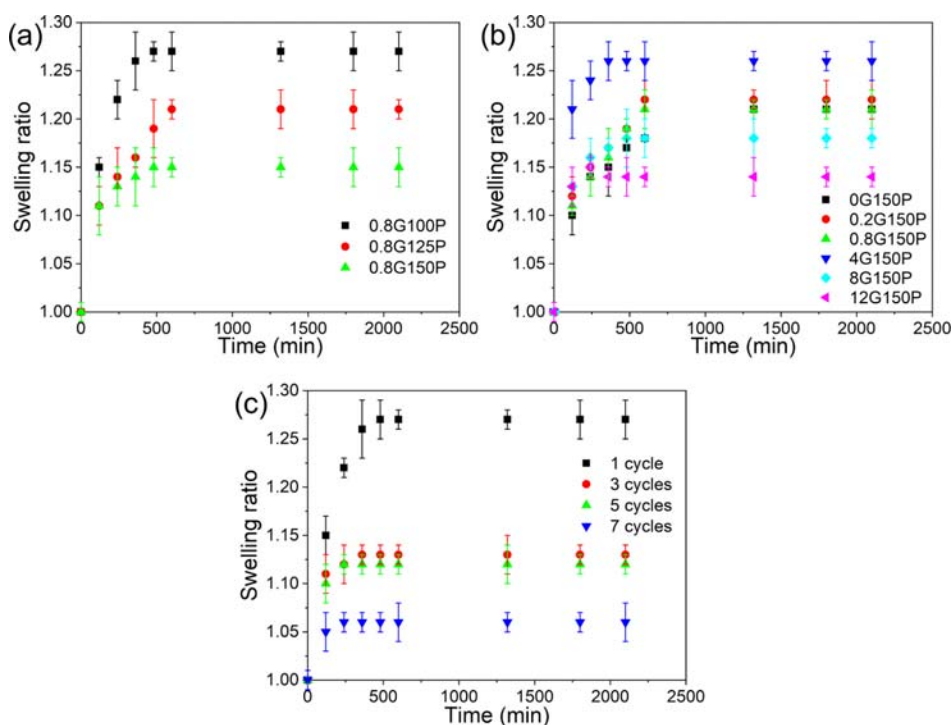 (a)
Swelling ratio
1.30
1.25
1.20
1.15
1.10
1.05
1.00
0.8G100P
0.8G125P
0.8G150P
0 500 1000 1500 2000 2500
Time (min)
(b)
Swelling ratio
1.30
1.25
1.20
1.15
1.10
1.05
1.00
0G150P
0.2G150P
0.8G150P
4G150P
8G150P
12G150P
0 500 1000 1500 2000 2500
Time (min)
(c)
Swelling ratio
1.30
1.25
1.20
1.15
1.10
1.05
1.00
1 cycle
3 cycles
5 cycles
7 cycles
0 500 1000 1500 2000 2500
Time (min)